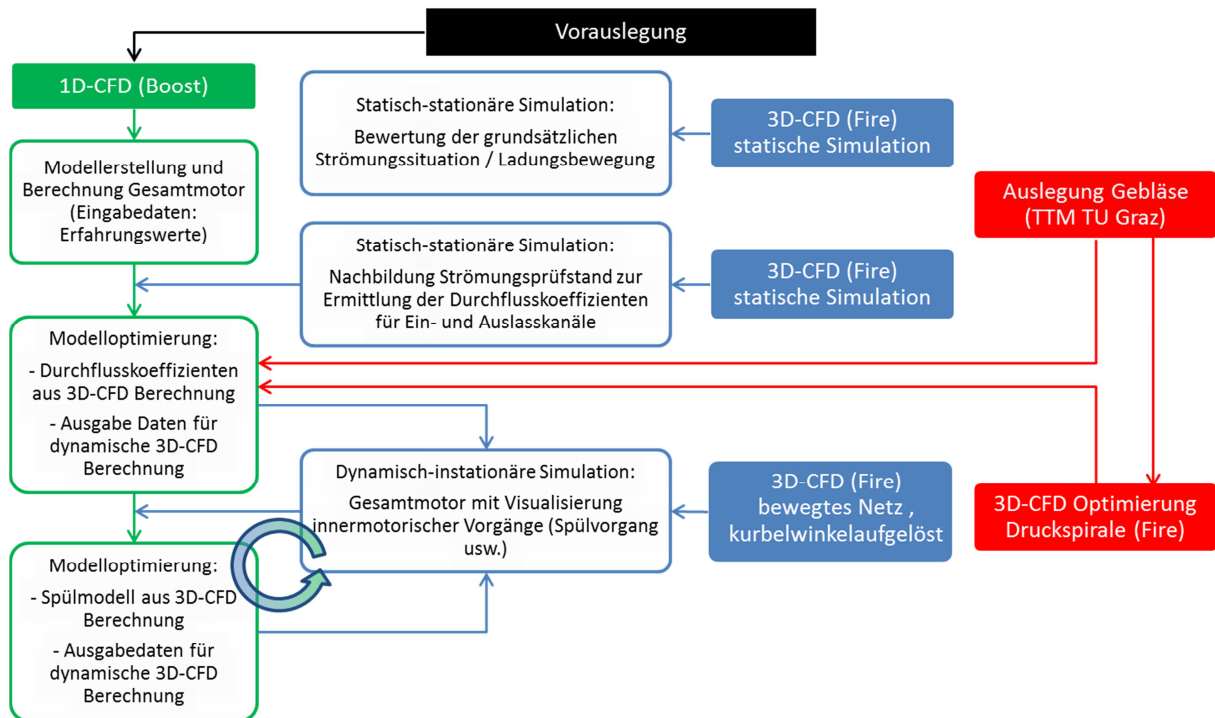 Vorauslegung
1D-CFD (Boost)
Modellerstellung und
Berechnung Gesamtmotor
(Eingabedaten:
Erfahrungswerte)
Statisch-stationäre Simulation:
Bewertung der grundsätzlichen
Strömungssituation / Ladungsbewegung
3D-CFD (Fire)
statische Simulation
Auslegung Gebläse
(TTM TU Graz)
Statisch-stationäre Simulation:
Nachbildung Strömungsprüfstand zur
Ermittlung der Durchflusskoeffizienten
für Ein- und Auslasskanäle
3D-CFD (Fire)
statische Simulation
Modelloptimierung:
- Durchflusskoeffizienten
aus 3D-CFD Berechnung
- Ausgabe Daten für
dynamische 3D-CFD
Berechnung
Dynamisch-instationäre Simulation:
Gesamtmotor mit Visualisierung
innermotorischer Vorgänge (Spülvorgang
usw.)
3D-CFD (Fire)
bewegtes Netz ,
kurbelwinkelaufgelöst
3D-CFD Optimierung
Druckspirale (Fire)
Modelloptimierung:
- Spülmodell aus 3D-CFD
Berechnung
- Ausgabedaten für
dynamische 3D-CFD
Berechnung